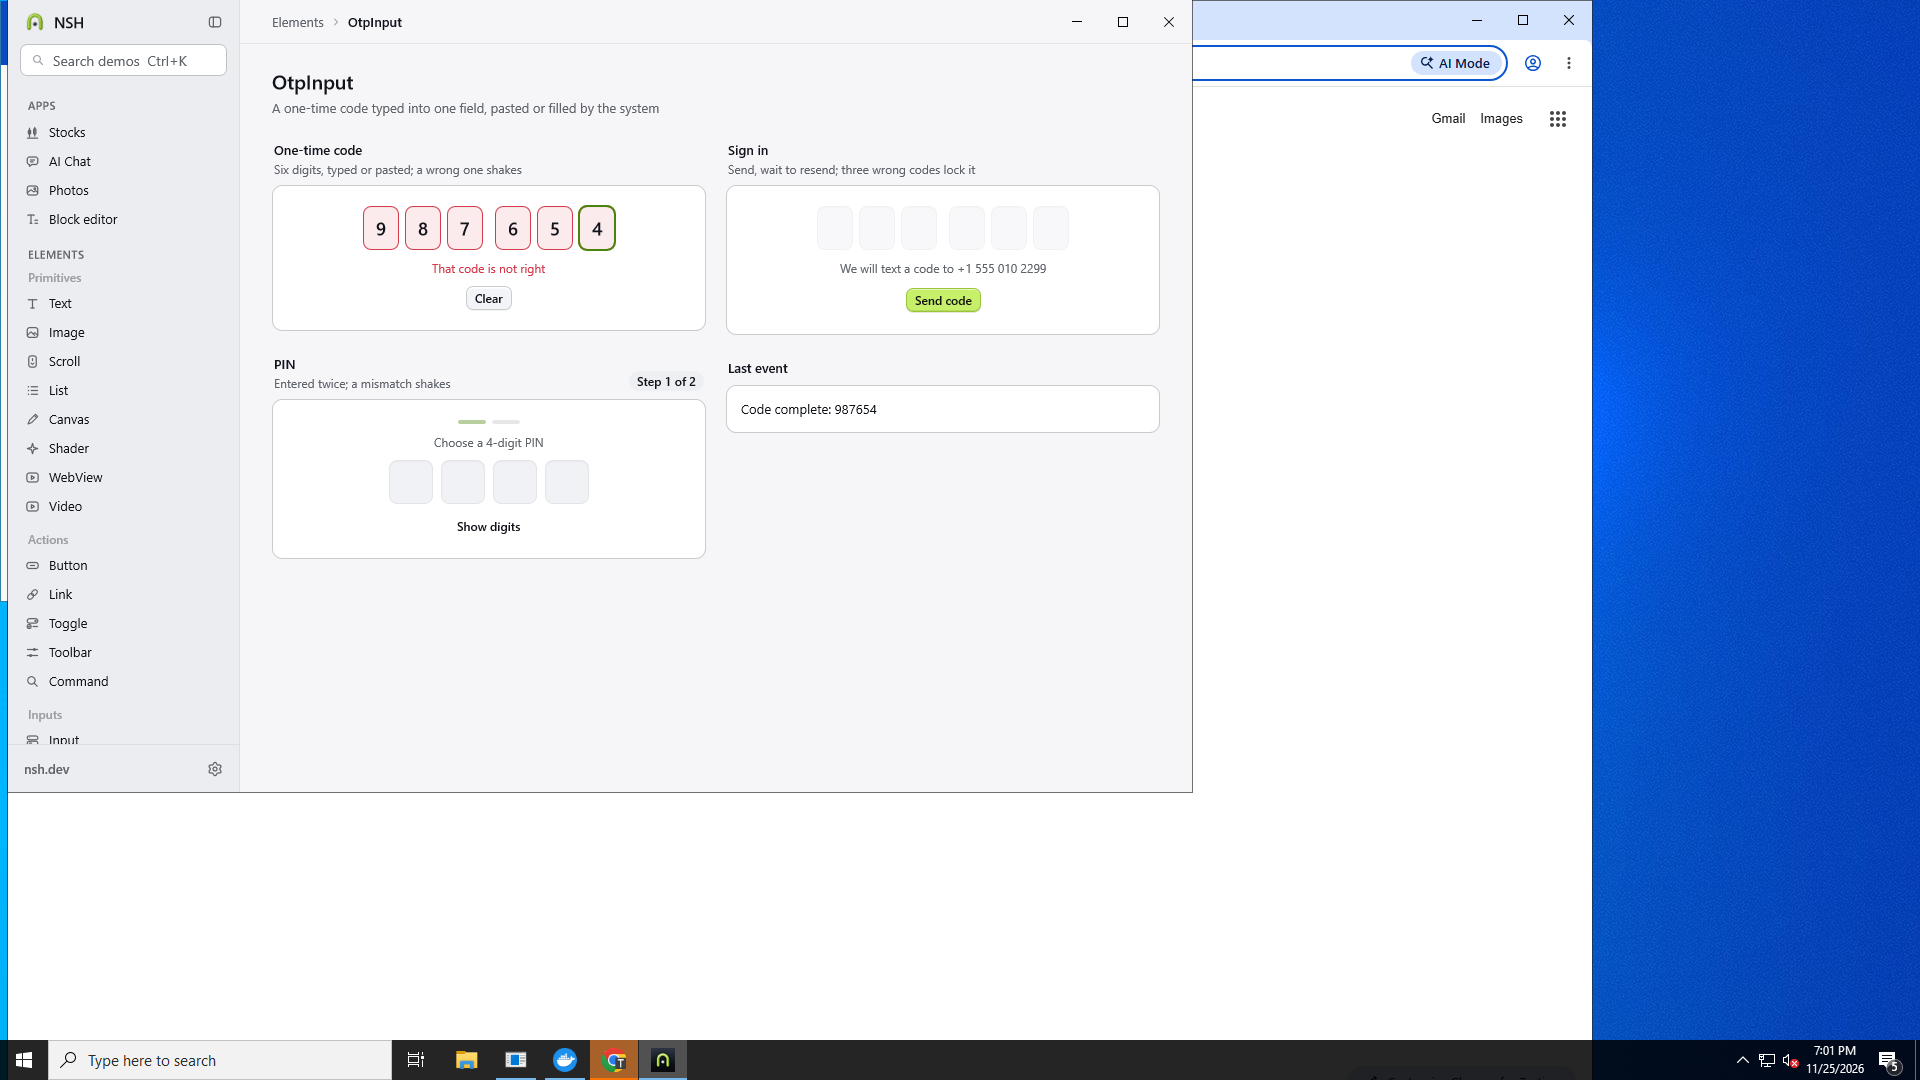 NSH
Search demos Ctrl+K
APPS
Stocks
AI Chat
Photos
Block editor
ELEMENTS
Primitives
Text
Image
Scroll
List
Canvas
Shader
WebView
Video
Actions
Button
Link
Toggle
Toolbar
Command
Inputs
Input
nsh.dev
Elements › OtpInput
OtpInput
A one-time code typed into one field, pasted or filled by the system
One-time code
Six digits, typed or pasted; a wrong one shakes
9 8 7 6 5 4
That code is not right
Clear
Sign in
Send, wait to resend; three wrong codes lock it
We will text a code to +1 555 010 2299
Send code
PIN
Entered twice; a mismatch shakes
Step 1 of 2
Choose a 4-digit PIN
Show digits
Last event
Code complete: 987654
AI Mode
Gmail Images
Type here to search
7:01 PM
11/25/2026
5